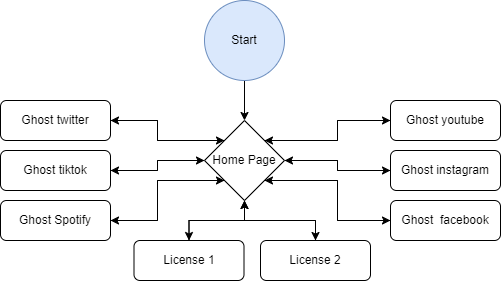 Start
Ghost twitter
Ghost youtube
Ghost tiktok
Home Page
Ghost instagram
Ghost Spotify
Ghost  facebook
License 1
License 2